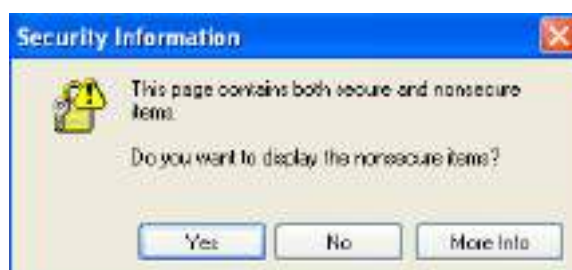 Security Information
This page contains both secure and nonsecure
items.
Do you want to display the nonsecure items?
Yes
No
More Info